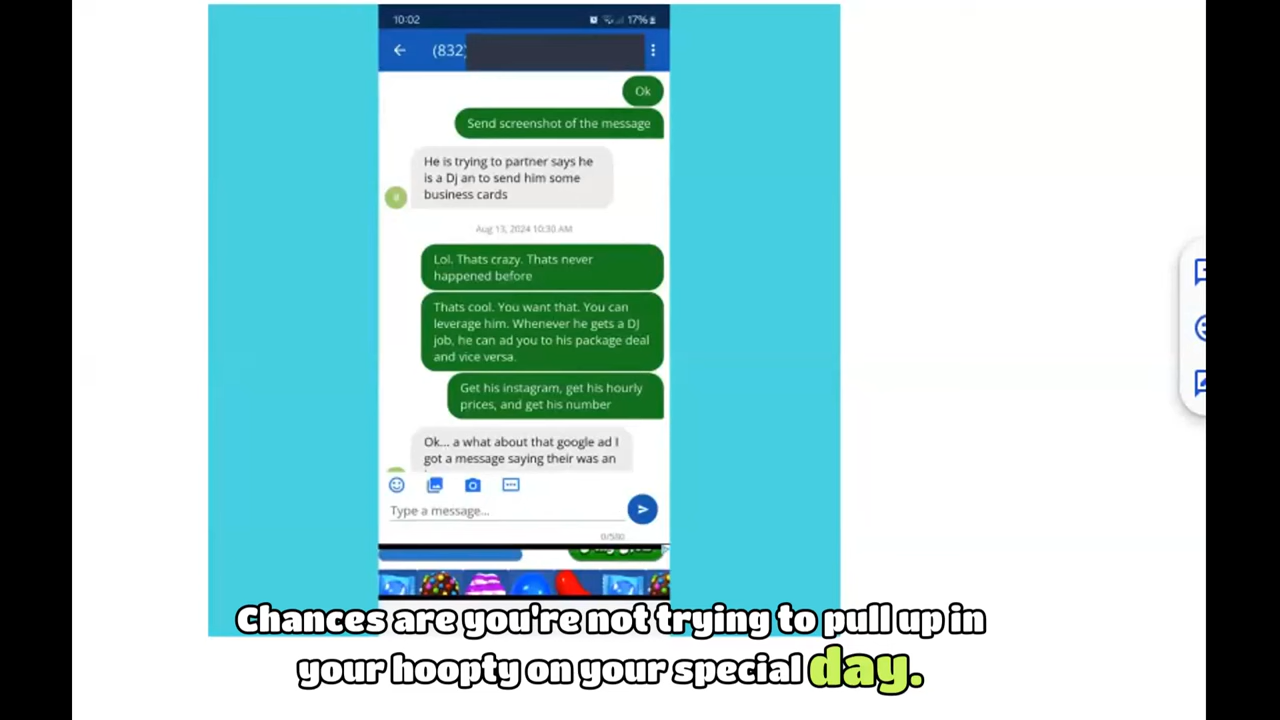 10:02
17%
(832)
Ok
Send screenshot of the message
He is trying to partner says he
is a Dj an to send him some
business cards
Aug 13, 2024 10:30 AM
Lol. Thats crazy. Thats never
happened before
Thats cool. You want that. You can
leverage him. Whenever he gets a DJ
job, he can ad you to his package deal
and vice versa.
Get his instagram, get his hourly
prices, and get his number
Ok... a what about that google ad I
got a message saying their was an
Type a message...
0/500
Chances are you're not trying to pull up in
your hoopty on your special day.